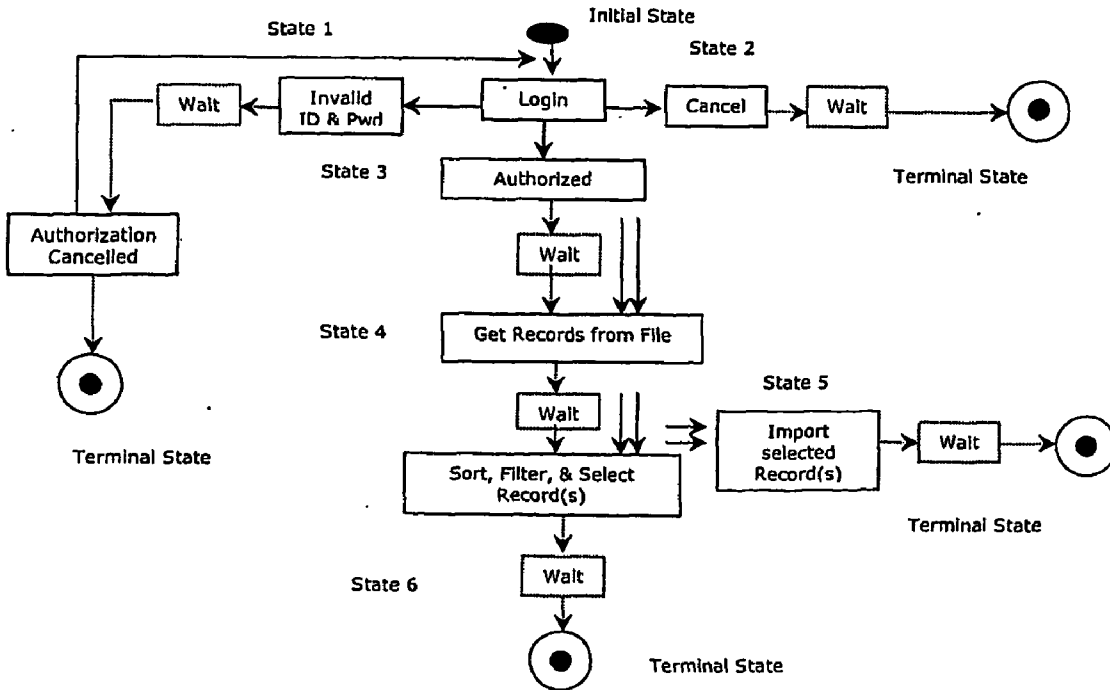 Initial State
State 1
State 2
Wait
Invalid
ID & Pwd
Login
Cancel
Wait
State 3
Authorized
Terminal State
Authorization
Cancelled
Wait
State 4
Get Records from File
State 5
Wait
Import
selected
Record(s)
Wait
Terminal State
Sort, Filter, & Select
Record(s)
Terminal State
State 6
Wait
Terminal State